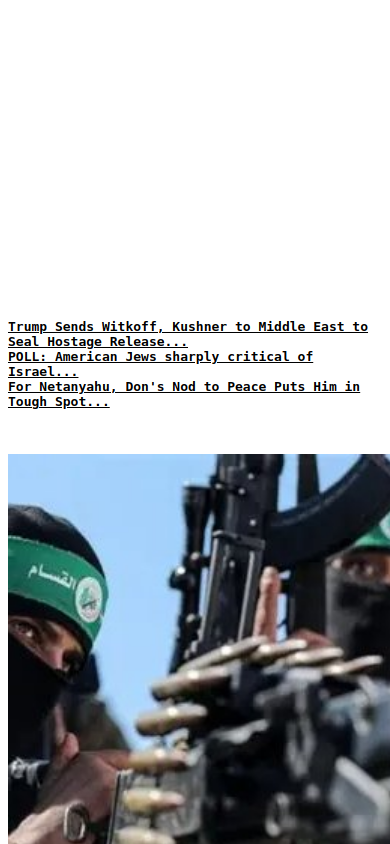 Trump Sends Witkoff, Kushner to Middle East to
Seal Hostage Release...
POLL: American Jews sharply critical of
Israel...
For Netanyahu, Don's Nod to Peace Puts Him in
Tough Spot...
القسام